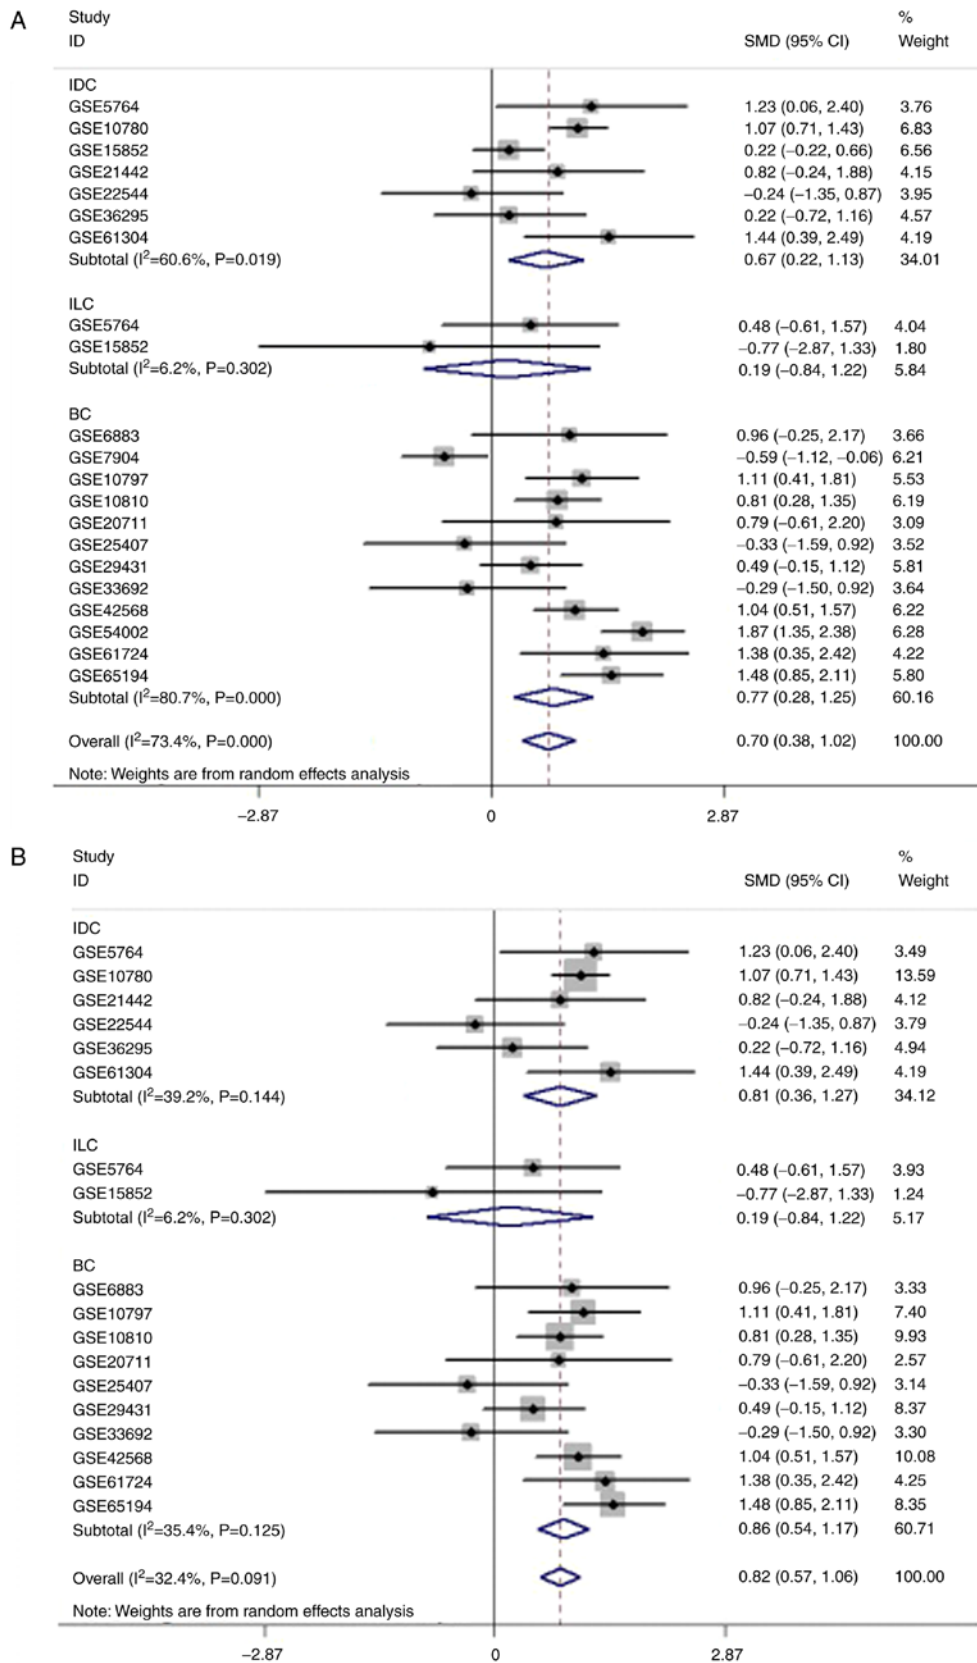 A
Study %
ID SMD (95% CI) Weight
IDC
GSE5764 1.23 (0.06, 2.40) 3.76
GSE10780 1.07 (0.71, 1.43) 6.83
GSE15852 0.22 (−0.22, 0.66) 6.56
GSE21442 0.82 (−0.24, 1.88) 4.15
GSE22544 −0.24 (−1.35, 0.87) 3.95
GSE36295 0.22 (−0.72, 1.16) 4.57
GSE61304 1.44 (0.39, 2.49) 4.19
Subtotal (I²=60.6%, P=0.019) 0.67 (0.22, 1.13) 34.01
ILC
GSE5764 0.48 (−0.61, 1.57) 4.04
GSE15852 −0.77 (−2.87, 1.33) 1.80
Subtotal (I²=6.2%, P=0.302) 0.19 (−0.84, 1.22) 5.84
BC
GSE6883 0.96 (−0.25, 2.17) 3.66
GSE7904 −0.59 (−1.12, −0.06) 6.21
GSE10797 1.11 (0.41, 1.81) 5.53
GSE10810 0.81 (0.28, 1.35) 6.19
GSE20711 0.79 (−0.61, 2.20) 3.09
GSE25407 −0.33 (−1.59, 0.92) 3.52
GSE29431 0.49 (−0.15, 1.12) 5.81
GSE33692 −0.29 (−1.50, 0.92) 3.64
GSE42568 1.04 (0.51, 1.57) 6.22
GSE54002 1.87 (1.35, 2.38) 6.28
GSE61724 1.38 (0.35, 2.42) 4.22
GSE65194 1.48 (0.85, 2.11) 5.80
Subtotal (I²=80.7%, P=0.000) 0.77 (0.28, 1.25) 60.16
Overall (I²=73.4%, P=0.000) 0.70 (0.38, 1.02) 100.00
Note: Weights are from random effects analysis
−2.87 0 2.87
B
Study %
ID SMD (95% CI) Weight
IDC
GSE5764 1.23 (0.06, 2.40) 3.49
GSE10780 1.07 (0.71, 1.43) 13.59
GSE21442 0.82 (−0.24, 1.88) 4.12
GSE22544 −0.24 (−1.35, 0.87) 3.79
GSE36295 0.22 (−0.72, 1.16) 4.94
GSE61304 1.44 (0.39, 2.49) 4.19
Subtotal (I²=39.2%, P=0.144) 0.81 (0.36, 1.27) 34.12
ILC
GSE5764 0.48 (−0.61, 1.57) 3.93
GSE15852 −0.77 (−2.87, 1.33) 1.24
Subtotal (I²=6.2%, P=0.302) 0.19 (−0.84, 1.22) 5.17
BC
GSE6883 0.96 (−0.25, 2.17) 3.33
GSE10797 1.11 (0.41, 1.81) 7.40
GSE10810 0.81 (0.28, 1.35) 9.93
GSE20711 0.79 (−0.61, 2.20) 2.57
GSE25407 −0.33 (−1.59, 0.92) 3.14
GSE29431 0.49 (−0.15, 1.12) 8.37
GSE33692 −0.29 (−1.50, 0.92) 3.30
GSE42568 1.04 (0.51, 1.57) 10.08
GSE61724 1.38 (0.35, 2.42) 4.25
GSE65194 1.48 (0.85, 2.11) 8.35
Subtotal (I²=35.4%, P=0.125) 0.86 (0.54, 1.17) 60.71
Overall (I²=32.4%, P=0.091) 0.82 (0.57, 1.06) 100.00
Note: Weights are from random effects analysis
−2.87 0 2.87